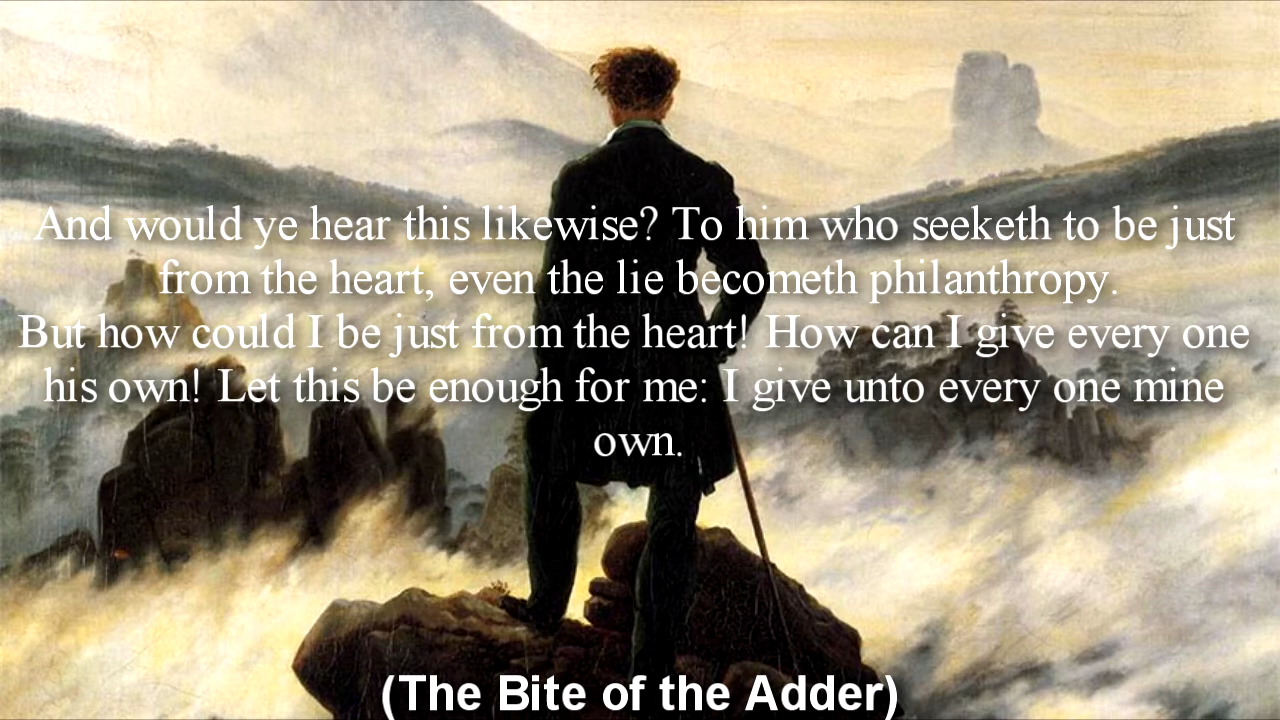 And would ye hear this likewise? To him who seeketh to be just
from the heart, even the lie becometh philanthropy.
But how could I be just from the heart! How can I give every one
his own! Let this be enough for me: I give unto every one mine
own.
(The Bite of the Adder)